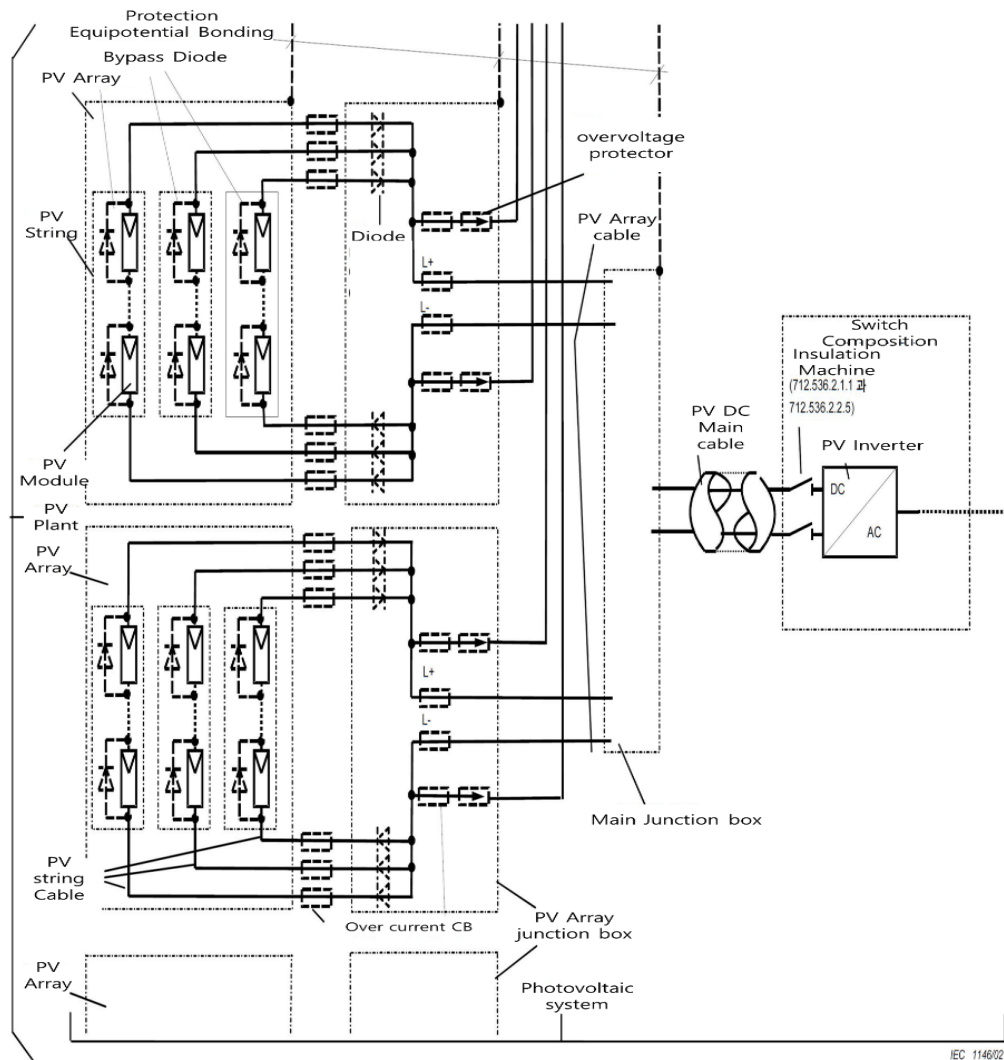 Protection
Equipotential Bonding
Bypass Diode
PV Array
overvoltage
protector
PV
String
Diode
PV Array
cable
L+
L-
Switch
Composition
Insulation
Machine
(712.536.2.1.1 과
712.536.2.2.5)
PV DC
Main
cable
PV Inverter
PV
Module
DC
AC
PV
Plant
PV
Array
L+
L-
Main Junction box
PV
string
Cable
Over current CB
PV Array
junction box
PV
Array
Photovoltaic
system
IEC 1146/02